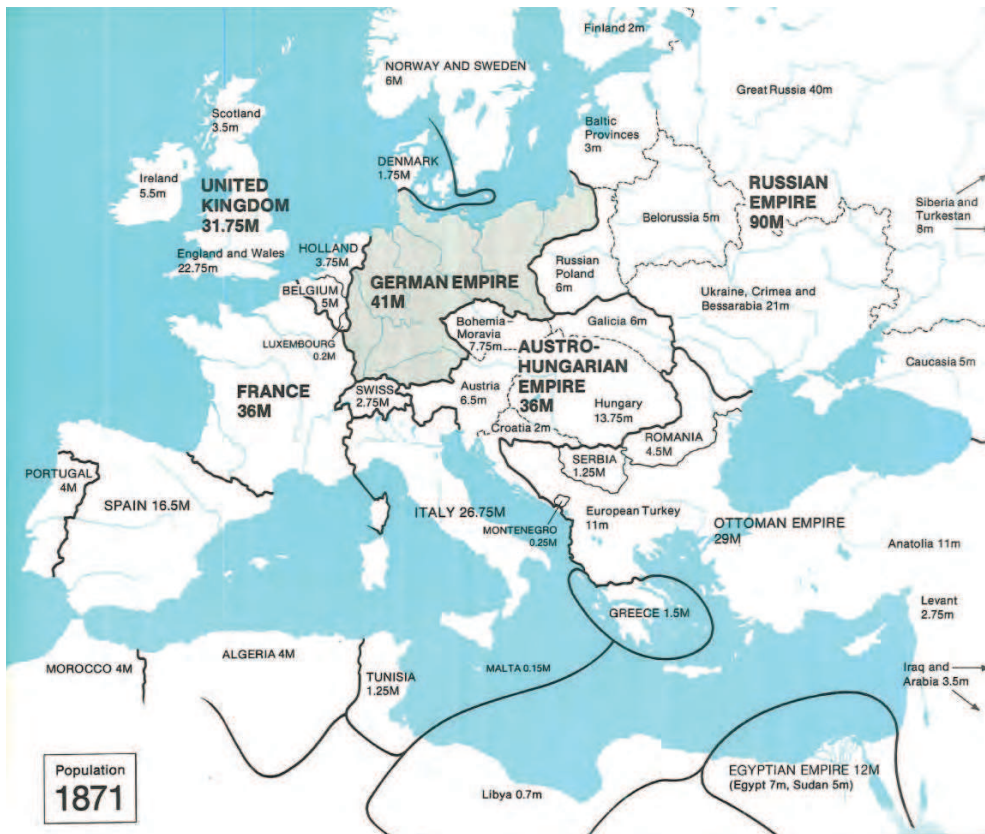 Finland 2m
NORWAY AND SWEDEN
6M
Great Russia 40m
Scotland
3.5m
Baltic
Provinces
3m
DENMARK
1.75M
Ireland
5.5m
UNITED
KINGDOM
31.75M
RUSSIAN
EMPIRE
90M
Siberia and
Turkestan
8m
Belorussia 5m
England and Wales
22.75m
HOLLAND
3.75M
GERMAN EMPIRE
41M
Russian
Poland
6m
BELGIUM
5M
Ukraine, Crimea and
Bessarabia 21m
Bohemia–
Moravia
7.75m
Galicia 6m
LUXEMBOURG
0.2M
AUSTRO-
HUNGARIAN
EMPIRE
36M
Caucasia 5m
FRANCE
36M
SWISS
2.75M
Austria
6.5m
Hungary
13.75m
Croatia 2m
ROMANIA
4.5M
SERBIA
1.25M
PORTUGAL
4M
SPAIN 16.5M
ITALY 26.75M
European Turkey
11m
MONTENEGRO
0.25M
OTTOMAN EMPIRE
29M
Anatolia 11m
Levant
2.75m
GREECE 1.5M
MOROCCO 4M
ALGERIA 4M
TUNISIA
1.25M
MALTA 0.15M
Iraq and
Arabia 3.5m
Population
1871
Libya 0.7m
EGYPTIAN EMPIRE 12M
(Egypt 7m, Sudan 5m)